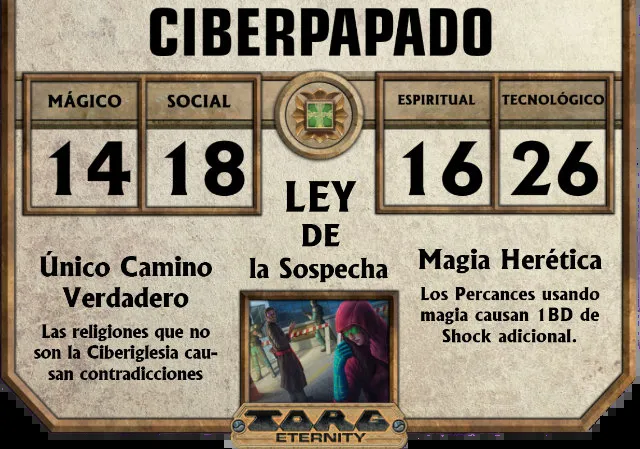 CIBERPAPADO
MÁGICO
14
SOCIAL
18
ESPIRITUAL
16
TECNOLÓGICO
26
LEY
DE
la Sospecha
Único Camino
Verdadero
Las religiones que no
son la Ciberiglesia cau-
san contradicciones
Magia Herética
Los Percances usando
magia causan 1BD de
Shock adicional.
TORG
ETERNITY